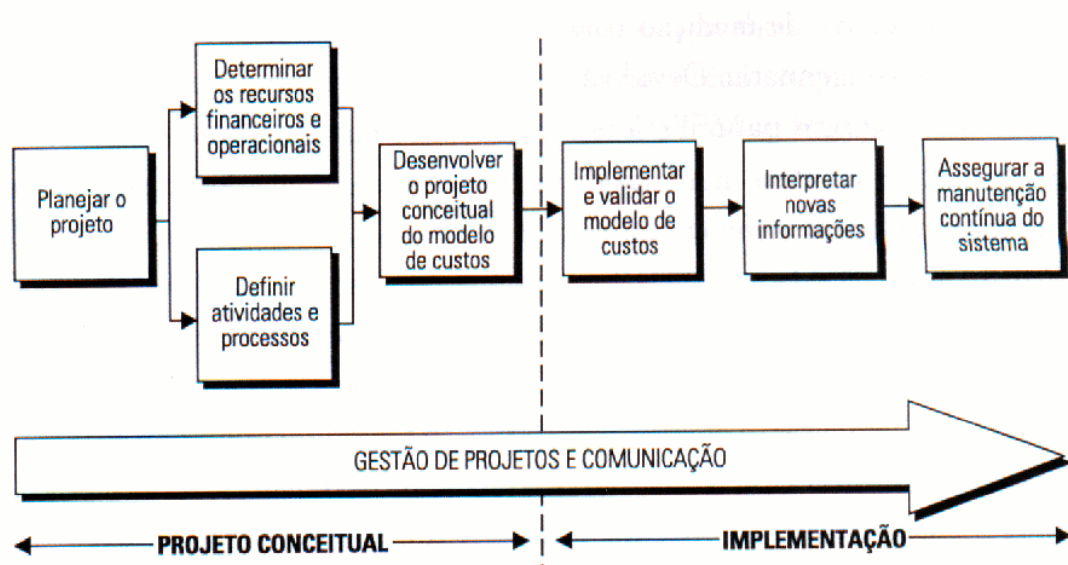 Planejar o
projeto
Determinar
os recursos
financeiros e
operacionais
Definir
atividades e
processos
Desenvolver
o projeto
conceitual
do modelo
de custos
Implementar
e validar o
modelo de
custos
Interpretar
novas
informações
Assegurar a
manutenção
contínua do
sistema
GESTÃO DE PROJETOS E COMUNICAÇÃO
PROJETO CONCEITUAL
IMPLEMENTAÇÃO